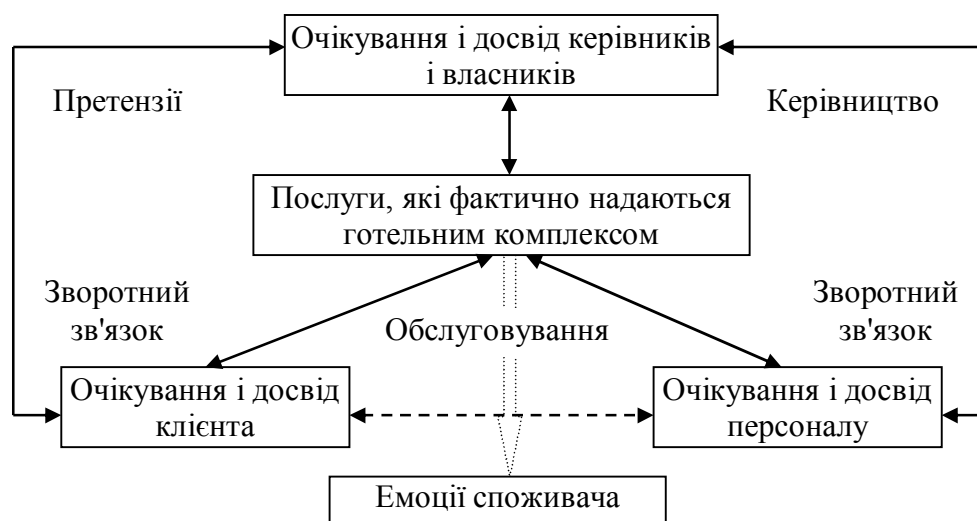 Очікування і досвід керівників
і власників
Претензії
Керівництво
Послуги, які фактично надаються
готельним комплексом
Зворотний
зв'язок
Обслуговування
Зворотний
зв'язок
Очікування і досвід
клієнта
Очікування і досвід
персоналу
Емоції споживача